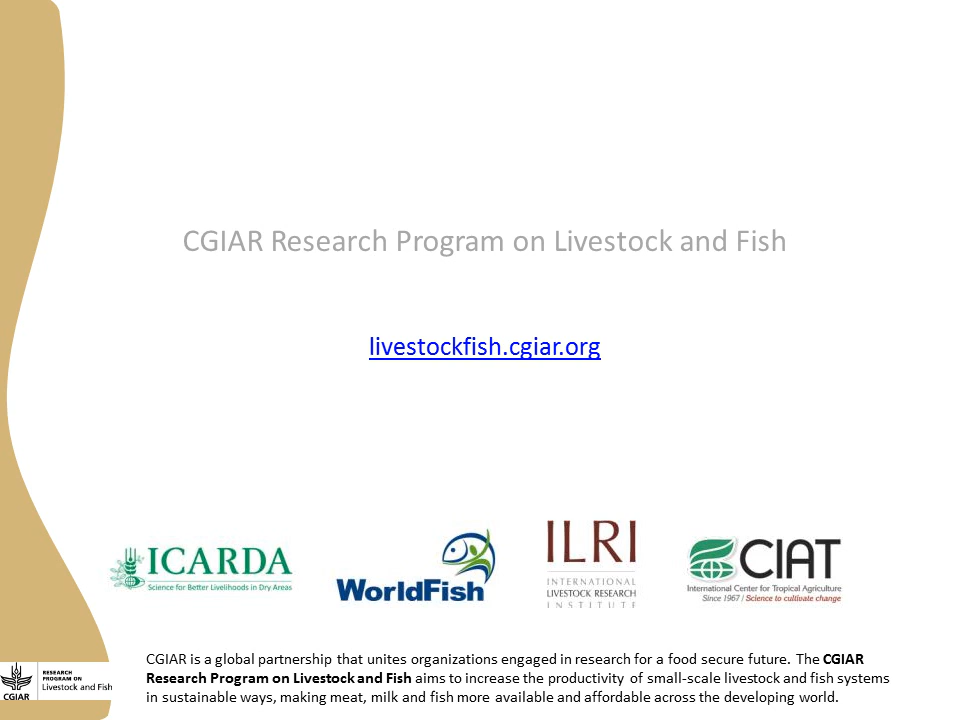 CGIAR Research Program on Livestock and Fish
livestockfish.cgiar.org
ICARDA
Science for Better Livelihoods in Dry Areas
WorldFish
ILRI
INTERNATIONAL
LIVESTOCK RESEARCH
INSTITUTE
CIAT
International Center for Tropical Agriculture
Since 1967 / Science to cultivate change
CGIAR is a global partnership that unites organizations engaged in research for a food secure future. The CGIAR
Research Program on Livestock and Fish aims to increase the productivity of small-scale livestock and fish systems
in sustainable ways, making meat, milk and fish more available and affordable across the developing world.
CGIAR
RESEARCH
PROGRAM ON
Livestock and Fish